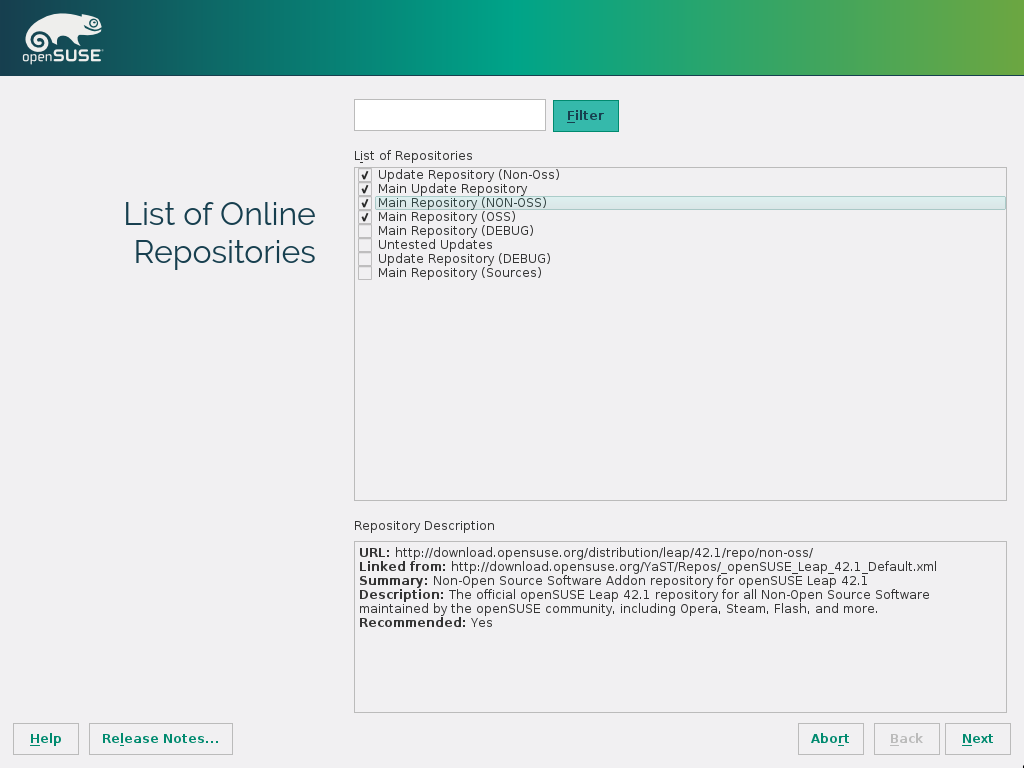 openSUSE
Filter
List of Repositories
Update Repository (Non-Oss)
Main Update Repository
Main Repository (NON-OSS)
Main Repository (OSS)
Main Repository (DEBUG)
Untested Updates
Update Repository (DEBUG)
Main Repository (Sources)
List of Online
Repositories
Repository Description
URL: http://download.opensuse.org/distribution/leap/42.1/repo/non-oss/
Linked from: http://download.opensuse.org/YaST/Repos/_openSUSE_Leap_42.1_Default.xml
Summary: Non-Open Source Software Addon repository for openSUSE Leap 42.1
Description: The official openSUSE Leap 42.1 repository for all Non-Open Source Software
maintained by the openSUSE community, including Opera, Steam, Flash, and more.
Recommended: Yes
Help
Release Notes...
Abort
Back
Next